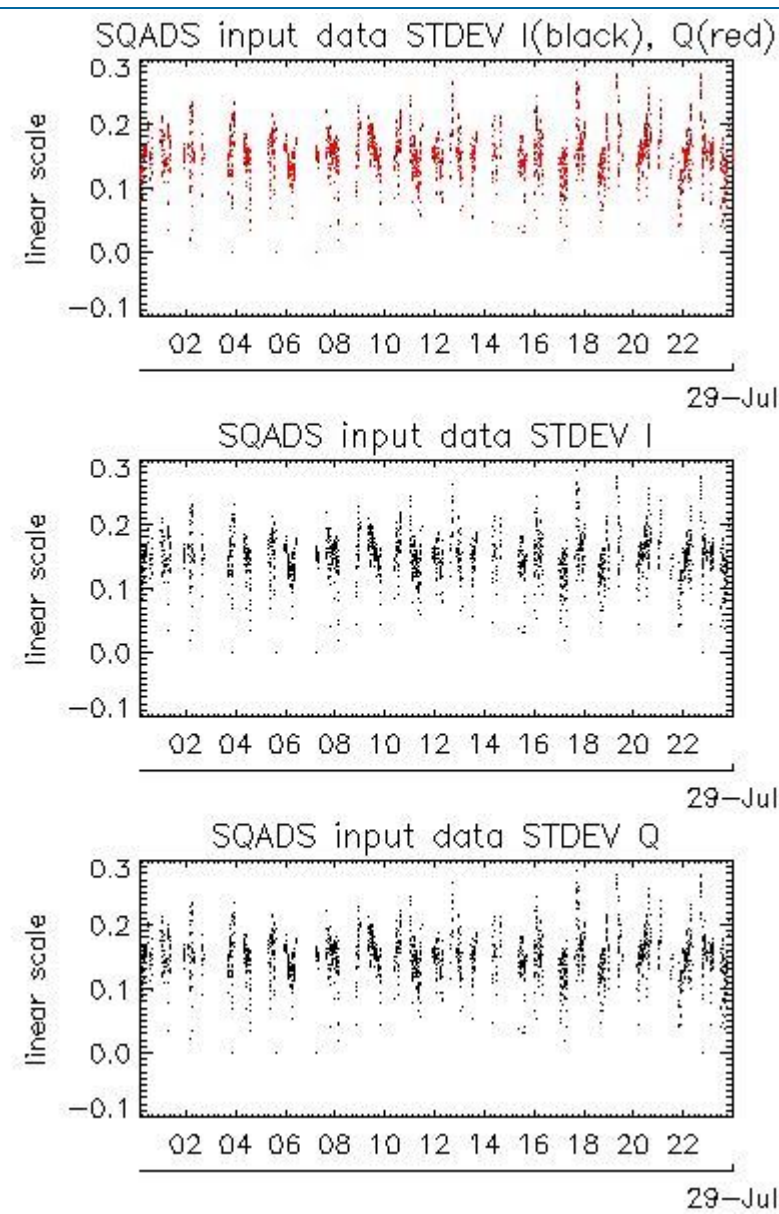 SQADS input data STDEV I(black), Q(red)
0.3
0.2
0.1
0.0
−0.1
linear scale
02 04 06 08 10 12 14 16 18 20 22
29−Jul
SQADS input data STDEV I
0.3
0.2
0.1
0.0
−0.1
linear scale
02 04 06 08 10 12 14 16 18 20 22
29−Jul
SQADS input data STDEV Q
0.3
0.2
0.1
0.0
−0.1
linear scale
02 04 06 08 10 12 14 16 18 20 22
29−Jul